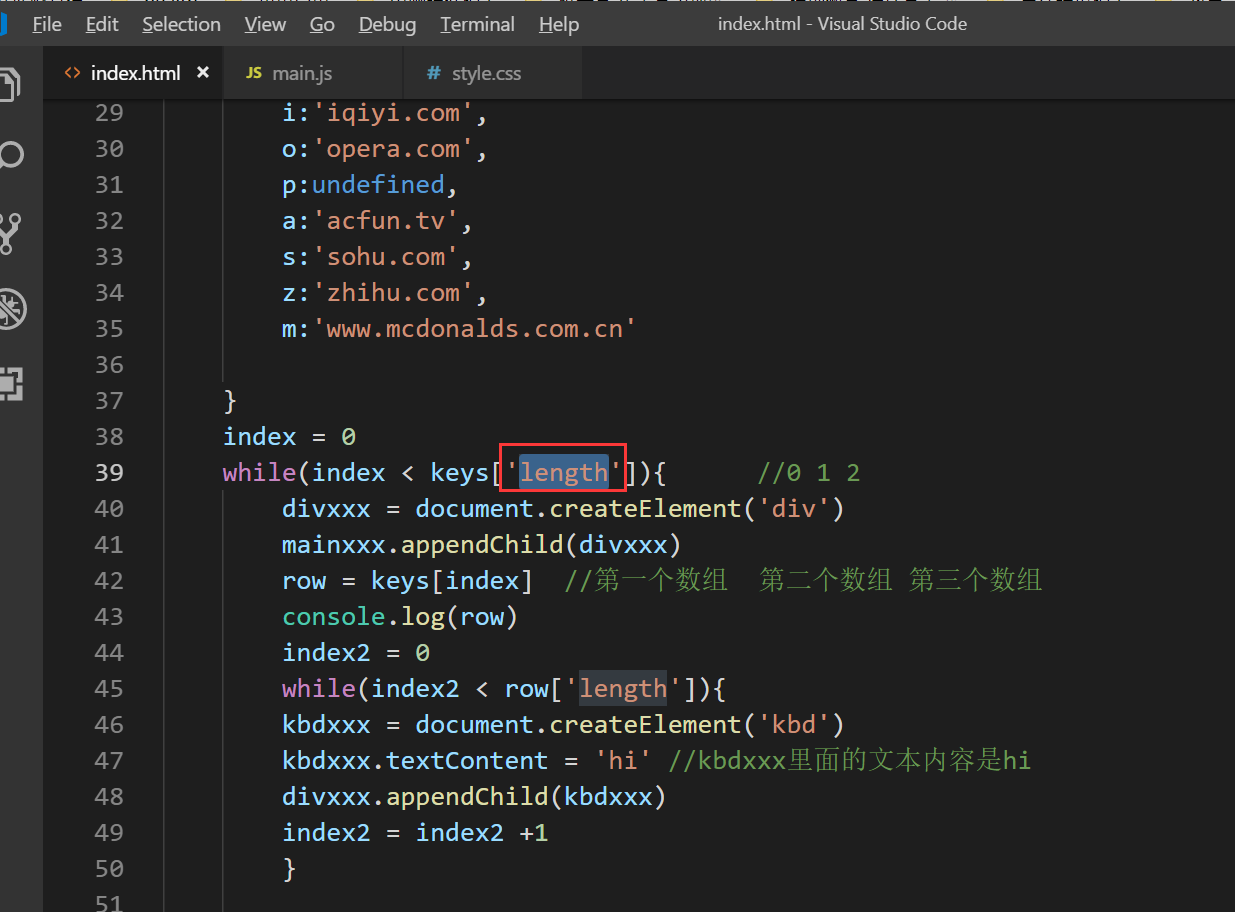 File Edit Selection View Go Debug Terminal Help index.html - Visual Studio Code
<> index.html × JS main.js # style.css
29 i:'iqiyi.com',
30 o:'opera.com',
31 p:undefined,
32 a:'acfun.tv',
33 s:'sohu.com',
34 z:'zhihu.com',
35 m:'www.mcdonalds.com.cn'
36
37 }
38 index = 0
39 while(index < keys['length']){ //0 1 2
40 divxxx = document.createElement('div')
41 mainxxx.appendChild(divxxx)
42 row = keys[index] //第一个数组 第二个数组 第三个数组
43 console.log(row)
44 index2 = 0
45 while(index2 < row['length']){
46 kbdxxx = document.createElement('kbd')
47 kbdxxx.textContent = 'hi' //kbdxxx里面的文本内容是hi
48 divxxx.appendChild(kbdxxx)
49 index2 = index2 +1
50 }
51